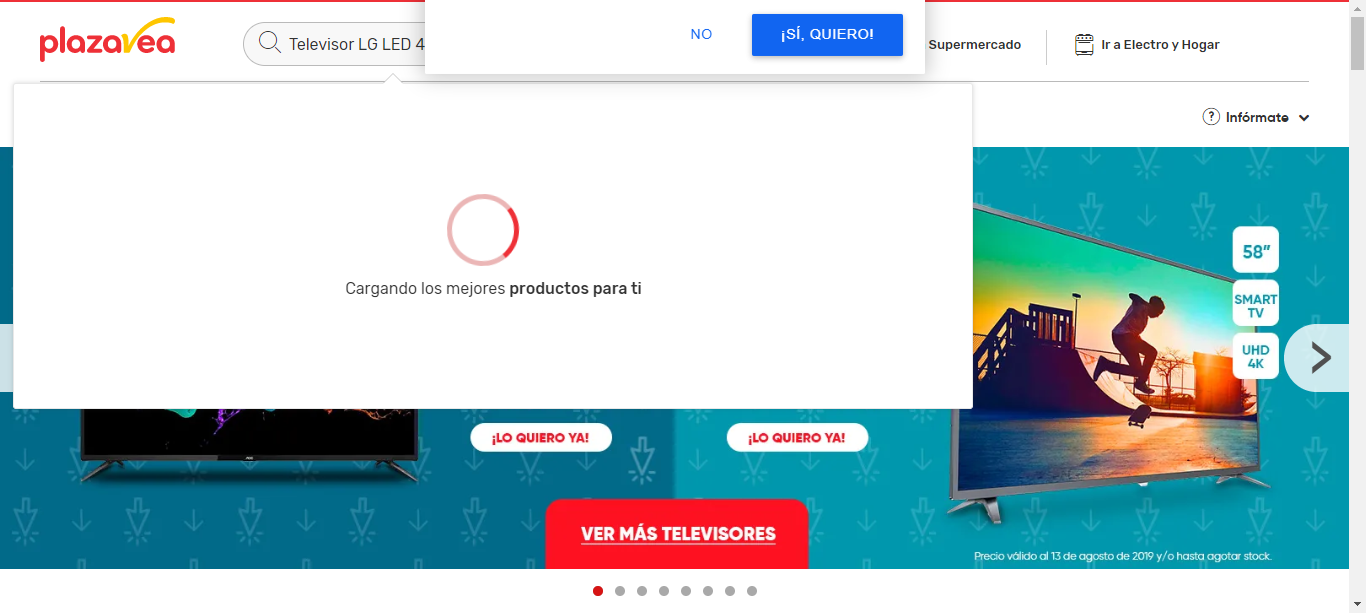 plazavea
Televisor LG LED 4
NO
¡SÍ, QUIERO!
Supermercado
Ir a Electro y Hogar
? Infórmate
Cargando los mejores productos para ti
58”
SMART
TV
UHD
4K
¡LO QUIERO YA!
¡LO QUIERO YA!
VER MÁS TELEVISORES
Precio válido al 13 de agosto de 2019 y/o hasta agotar stock.